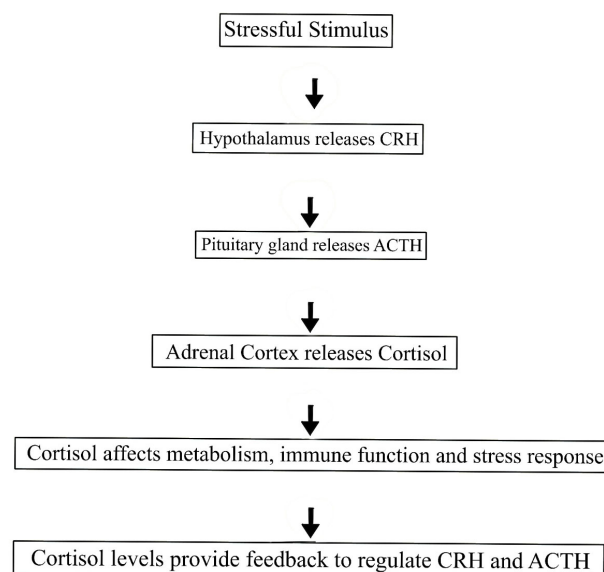 Stressful Stimulus
Hypothalamus releases CRH
Pituitary gland releases ACTH
Adrenal Cortex releases Cortisol
Cortisol affects metabolism, immune function and stress response
Cortisol levels provide feedback to regulate CRH and ACTH